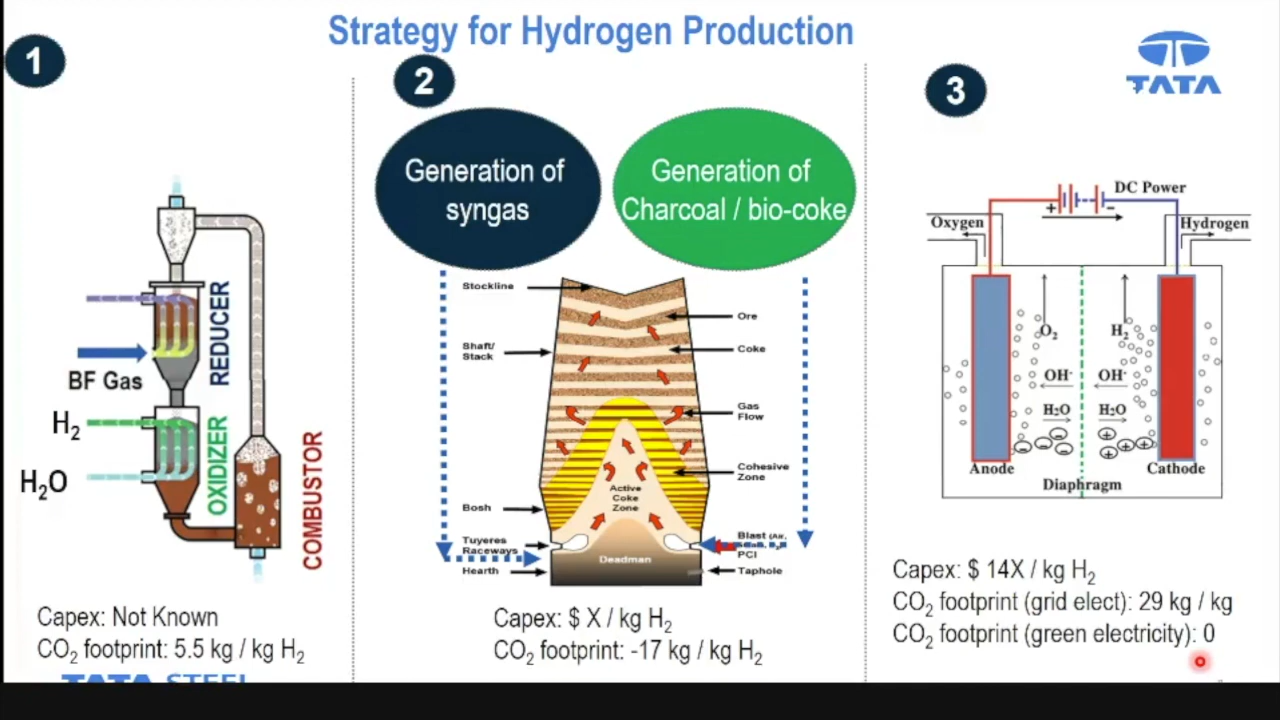 Strategy for Hydrogen Production
TATA
1
REDUCER
BF Gas
H₂
OXIDIZER
H₂O
COMBUSTOR
Capex: Not Known
CO₂ footprint: 5.5 kg / kg H₂
TATA STEEL
2
Generation of
syngas
Generation of
Charcoal / bio-coke
Stockline
Ore
Shaft/
Stack
Coke
Gas
Flow
Cohesive
Zone
Active
Coke
Zone
Bosh
Tuyeres
Raceways
Blast (Air,
PCI
Deadman
Hearth
Taphole
Capex: $ X / kg H₂
CO₂ footprint: -17 kg / kg H₂
3
DC Power
+
-
Oxygen
Hydrogen
O₂
H₂
OH⁻
OH⁻
H₂O
H₂O
Anode
Cathode
Diaphragm
Capex: $ 14X / kg H₂
CO₂ footprint (grid elect): 29 kg / kg
CO₂ footprint (green electricity): 0